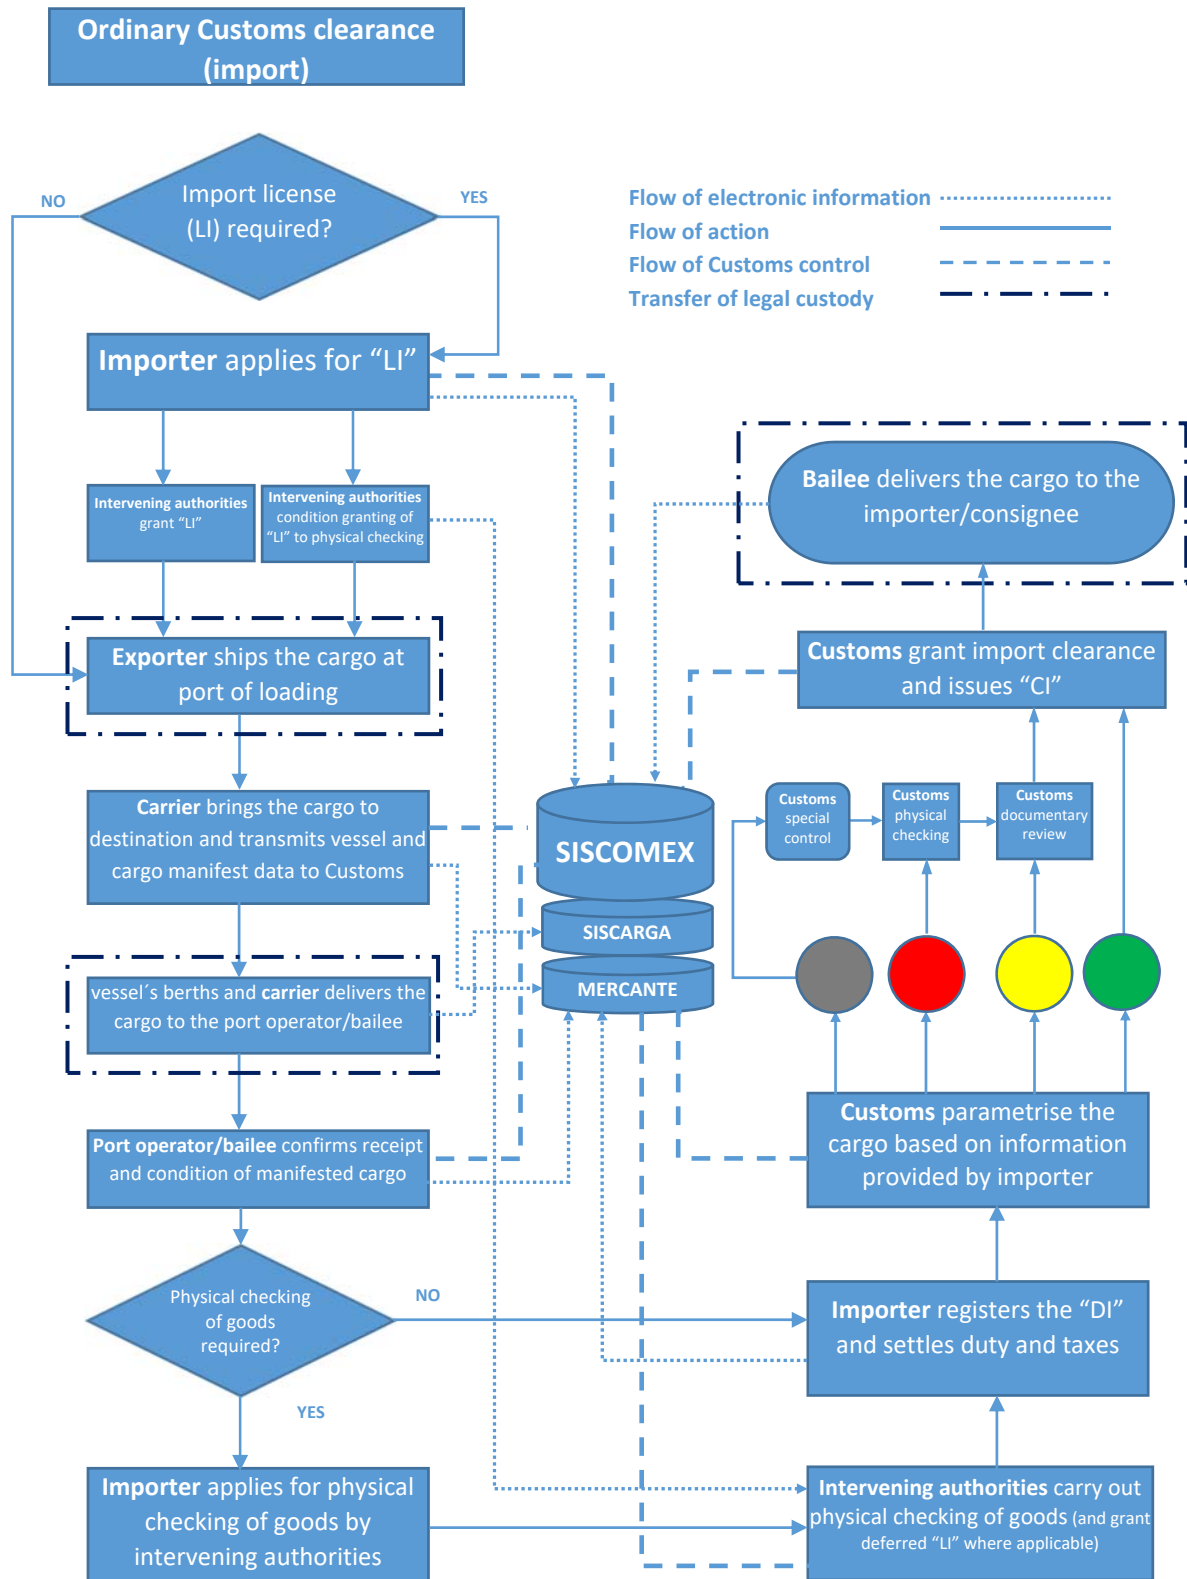 Ordinary Customs clearance
(import)
NO
Import license
(LI) required?
YES
Flow of electronic information
Flow of action
Flow of Customs control
Transfer of legal custody
Importer applies for “LI”
Intervening authorities
grant “LI”
Intervening authorities
condition granting of
“LI” to physical checking
Bailee delivers the cargo to the
importer/consignee
Exporter ships the cargo at
port of loading
Customs grant import clearance
and issues “CI”
Carrier brings the cargo to
destination and transmits vessel and
cargo manifest data to Customs
SISCOMEX
SISCARGA
MERCANTE
Customs
special
control
Customs
physical
checking
Customs
documentary
review
vessel´s berths and carrier delivers the
cargo to the port operator/bailee
Customs parametrise the
cargo based on information
provided by importer
Port operator/bailee confirms receipt
and condition of manifested cargo
Physical checking
of goods
required?
NO
YES
Importer registers the “DI”
and settles duty and taxes
Importer applies for physical
checking of goods by
intervening authorities
Intervening authorities carry out
physical checking of goods (and grant
deferred “LI” where applicable)